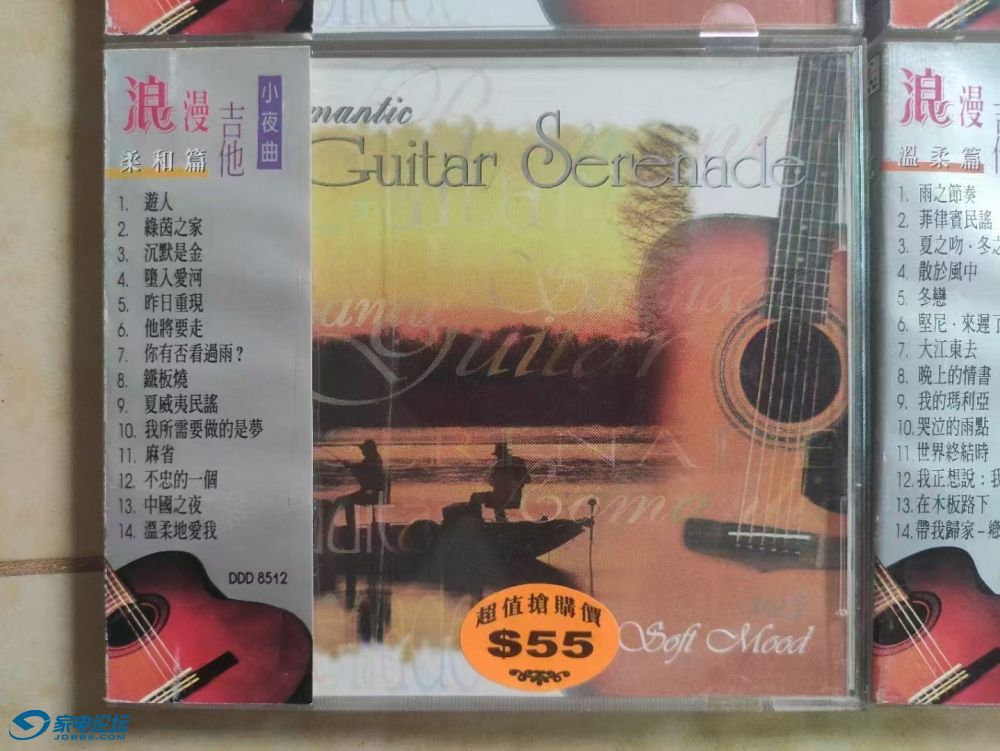 浪漫吉他
小夜曲
柔和篇
1. 遊人
2. 綠茵之家
3. 沉默是金
4. 墮入愛河
5. 昨日重現
6. 他將要走
7. 你有否看過雨？
8. 鐵板燒
9. 夏威夷民謠
10. 我所需要做的是夢
11. 麻省
12. 不忠的一個
13. 中國之夜
14. 溫柔地愛我
DDD 8512
mantic
Guitar Serenade
超值搶購價
$55
Soft Mood
浪漫
溫柔篇
1. 雨之節奏
2. 菲律賓民謠
3. 夏之吻．冬
4. 散於風中
5. 冬戀
6. 堅尼．來遲
7. 大江東去
8. 晚上的情書
9. 我的瑪利亞
10. 哭泣的雨點
11. 世界終結時
12. 我正想說：我
13. 在木板路下
14. 帶我歸家－
家电论坛
JDBBS.COM